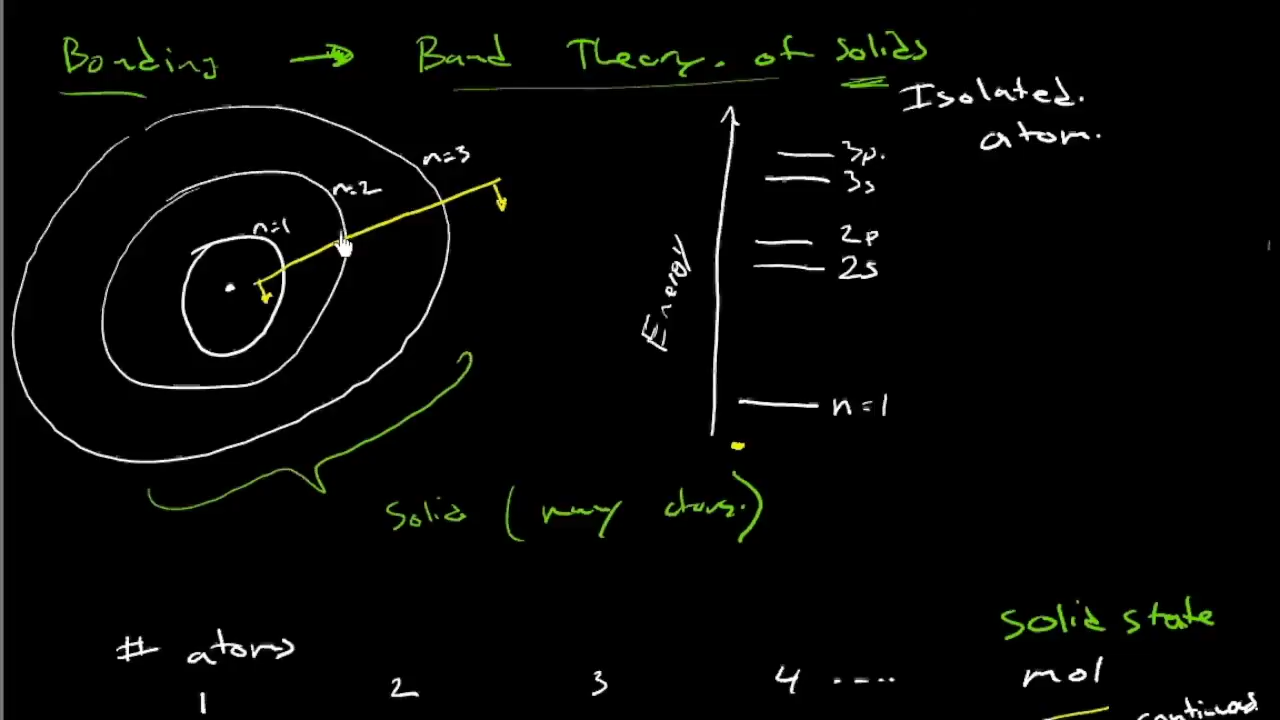 Bonding → Band Theory. of Solids
Isolated.
atom.
n=3
n=2
n=1
3p.
3s
2p
2s
n=1
Energy
Solid (many atoms.)
# atoms
Solid state
1 2 3 4 ---- mol
continued